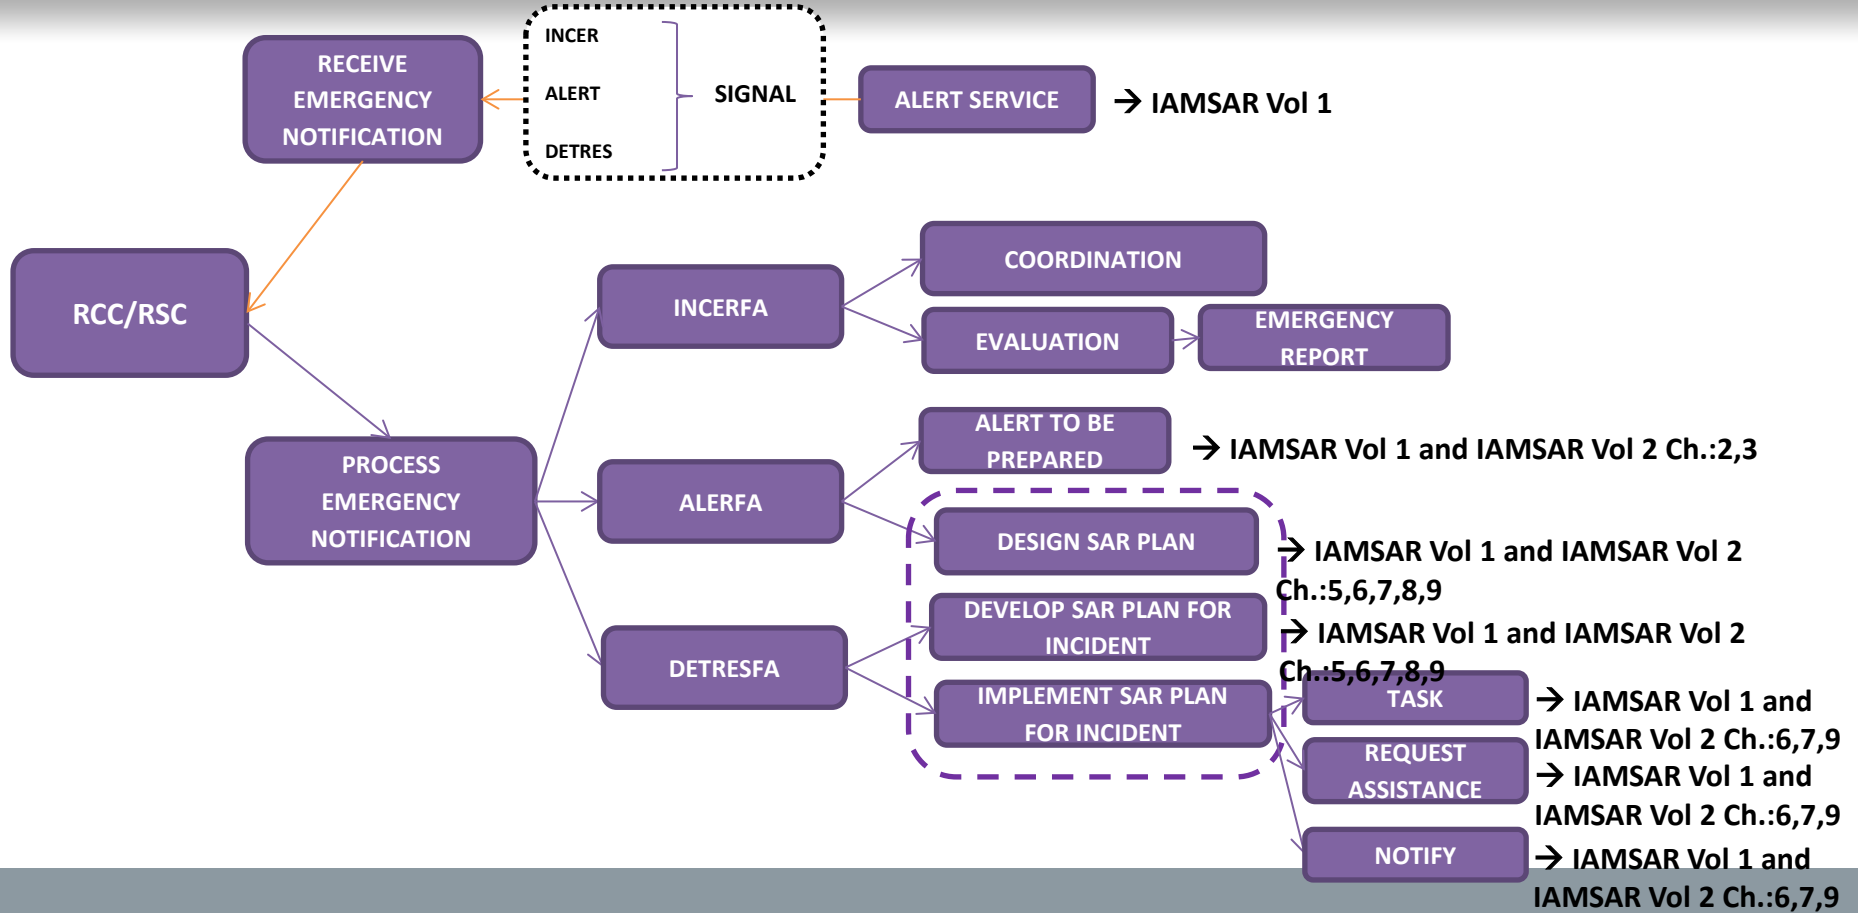 RECEIVE
EMERGENCY
NOTIFICATION
INCER
ALERT
DETRES
SIGNAL
ALERT SERVICE
→ IAMSAR Vol 1
RCC/RSC
INCERFA
COORDINATION
EVALUATION
EMERGENCY
REPORT
PROCESS
EMERGENCY
NOTIFICATION
ALERFA
ALERT TO BE
PREPARED
→ IAMSAR Vol 1 and IAMSAR Vol 2 Ch.:2,3
DESIGN SAR PLAN
→ IAMSAR Vol 1 and IAMSAR Vol 2
Ch.:5,6,7,8,9
DETRESFA
DEVELOP SAR PLAN FOR
INCIDENT
→ IAMSAR Vol 1 and IAMSAR Vol 2
Ch.:5,6,7,8,9
IMPLEMENT SAR PLAN
FOR INCIDENT
TASK
→ IAMSAR Vol 1 and
IAMSAR Vol 2 Ch.:6,7,9
REQUEST
ASSISTANCE
→ IAMSAR Vol 1 and
IAMSAR Vol 2 Ch.:6,7,9
NOTIFY
→ IAMSAR Vol 1 and
IAMSAR Vol 2 Ch.:6,7,9